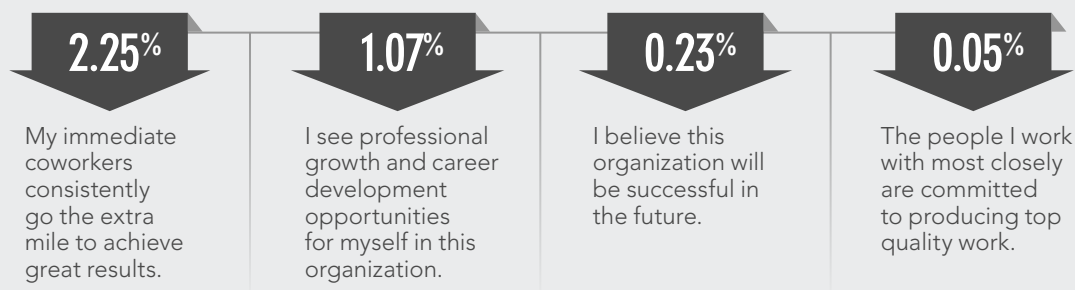 2.25%
My immediate
coworkers
consistently
go the extra
mile to achieve
great results.
1.07%
I see professional
growth and career
development
opportunities
for myself in this
organization.
0.23%
I believe this
organization will
be successful in
the future.
0.05%
The people I work
with most closely
are committed
to producing top
quality work.